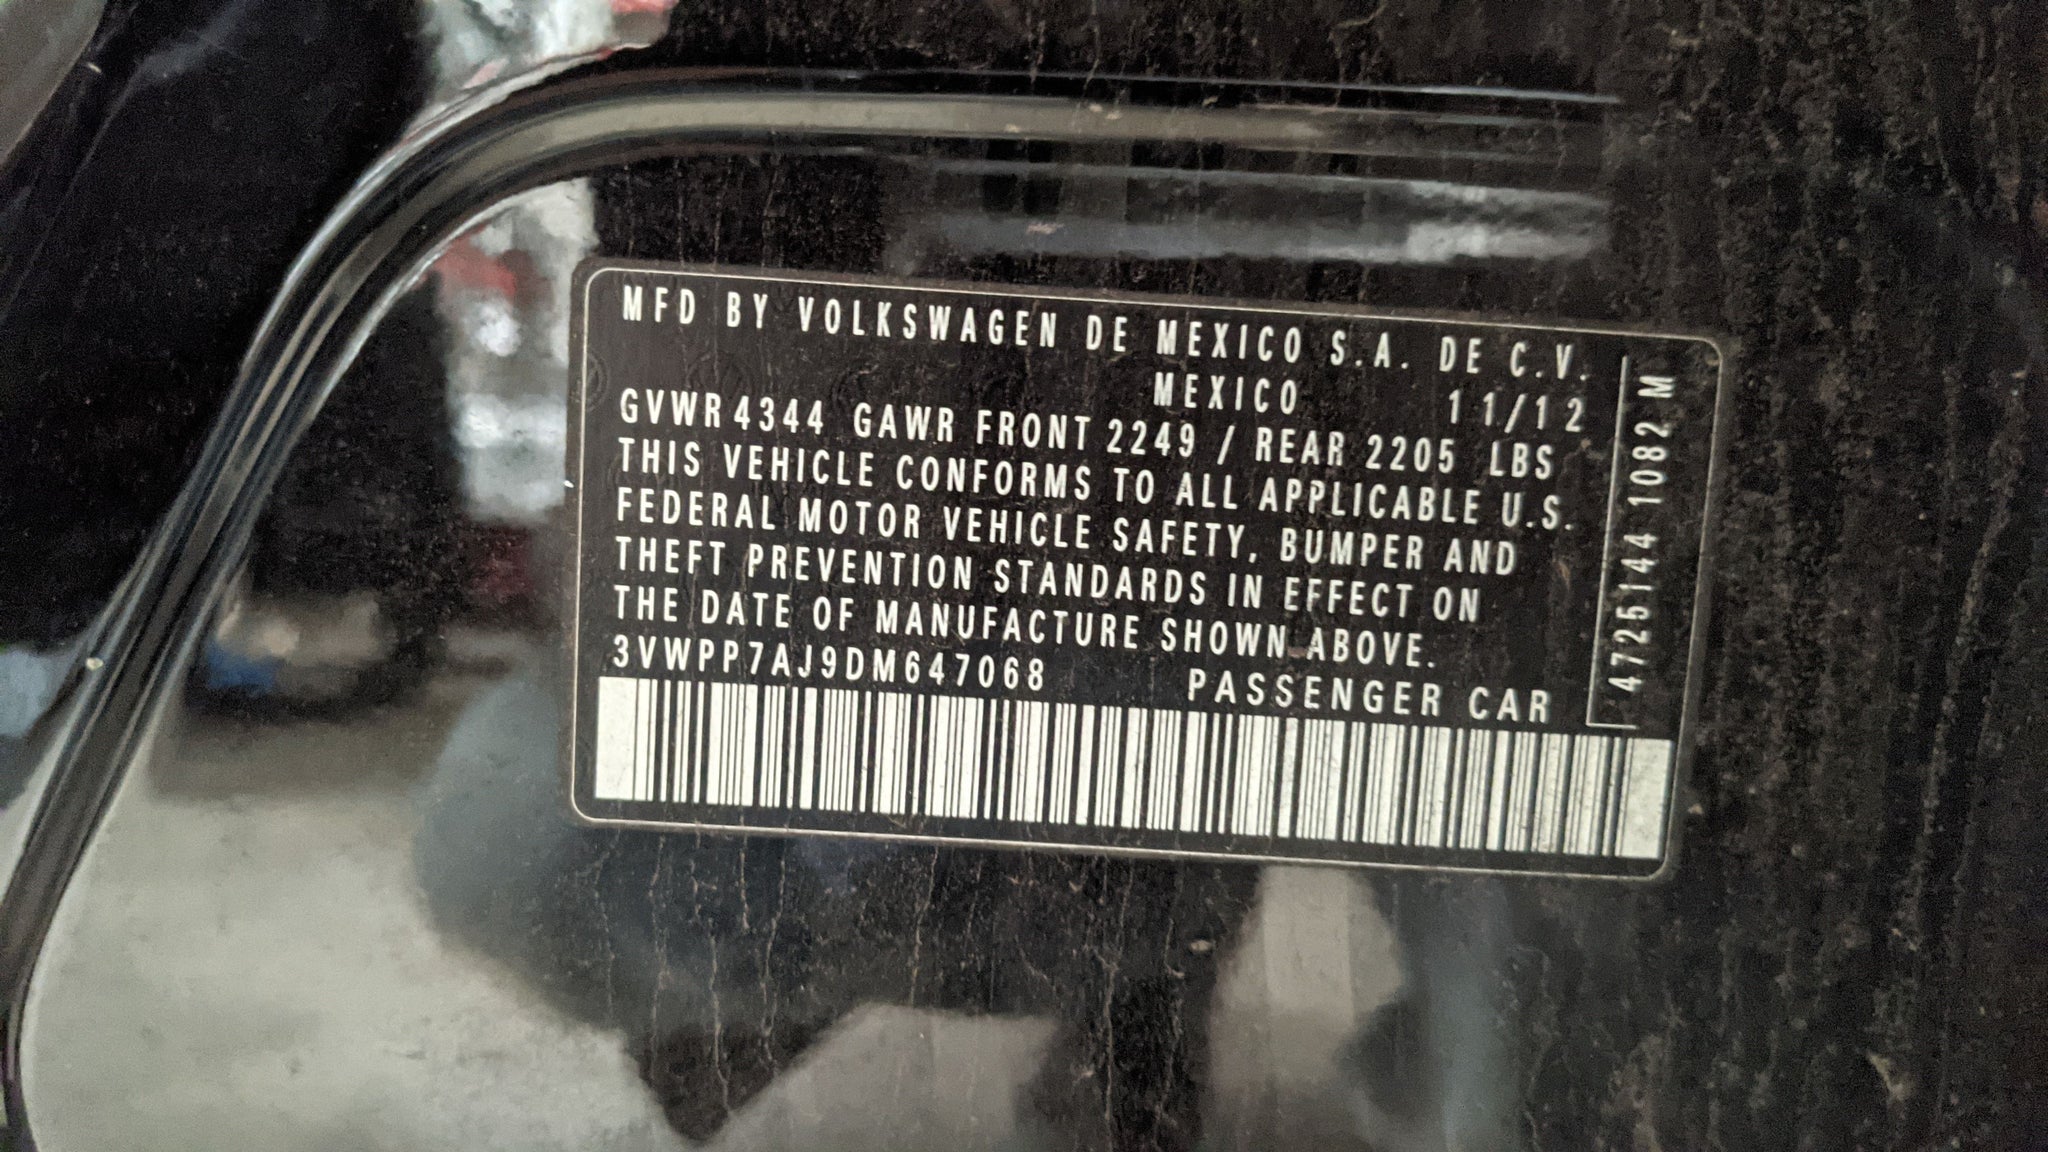 MFD BY VOLKSWAGEN DE MEXICO S.A. DE C.V.
MEXICO 11/12
GVWR 4344 GAWR FRONT 2249 / REAR 2205 LBS
THIS VEHICLE CONFORMS TO ALL APPLICABLE U.S.
FEDERAL MOTOR VEHICLE SAFETY, BUMPER AND
THEFT PREVENTION STANDARDS IN EFFECT ON
THE DATE OF MANUFACTURE SHOWN ABOVE.
3VWPP7AJ9DM647068 PASSENGER CAR
4725144 1082 M